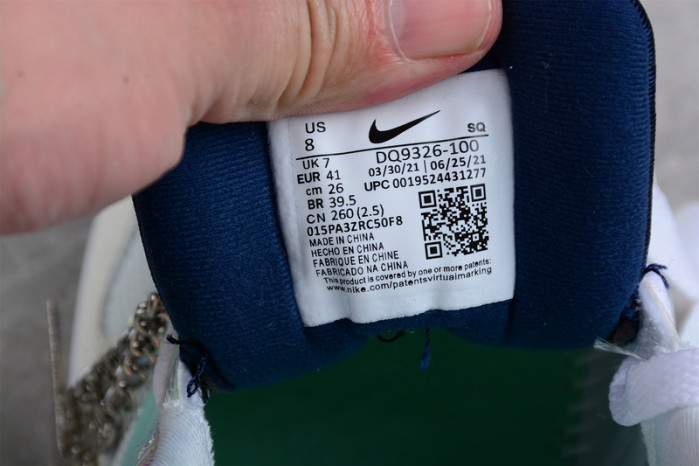 US
8
SQ
UK 7
EUR 41
cm 26
BR 39.5
CN 260 (2.5)
DQ9326-100
03/30/21 | 06/25/21
UPC 0019524431277
015PA3ZRC50F8
MADE IN CHINA
HECHO EN CHINA
FABRIQUE EN CHINE
FABRICADO NA CHINA
This product is covered by one or more patents:
www.nike.com/patentsvirtualmarking